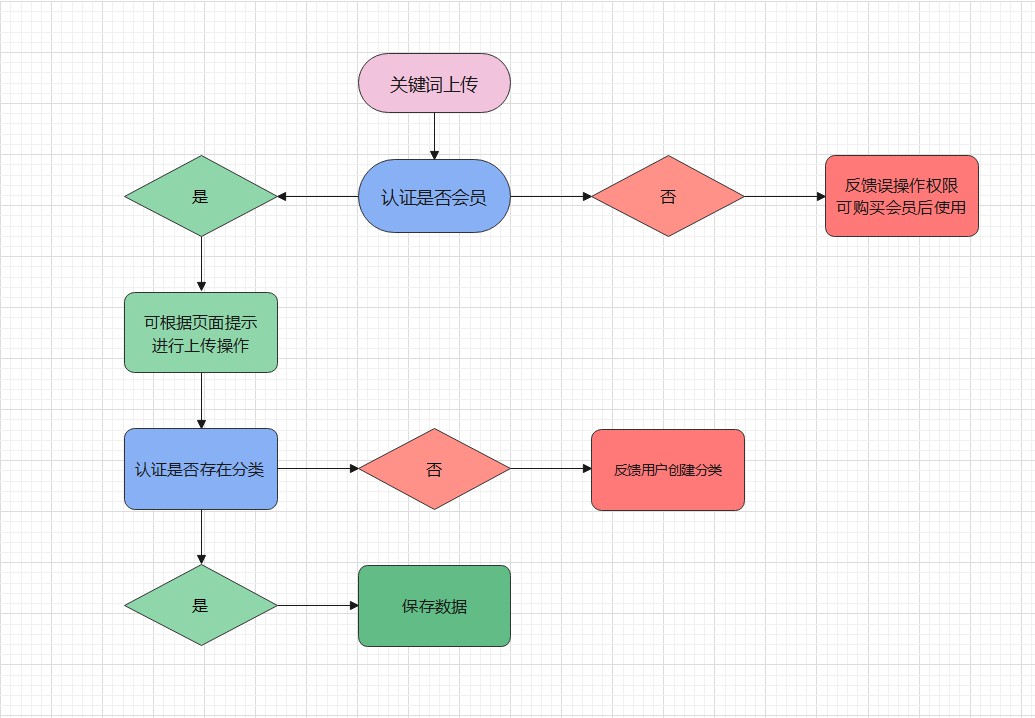 关键词上传
是
认证是否会员
否
反馈误操作权限
可购买会员后使用
可根据页面提示
进行上传操作
认证是否存在分类
否
反馈用户创建分类
是
保存数据